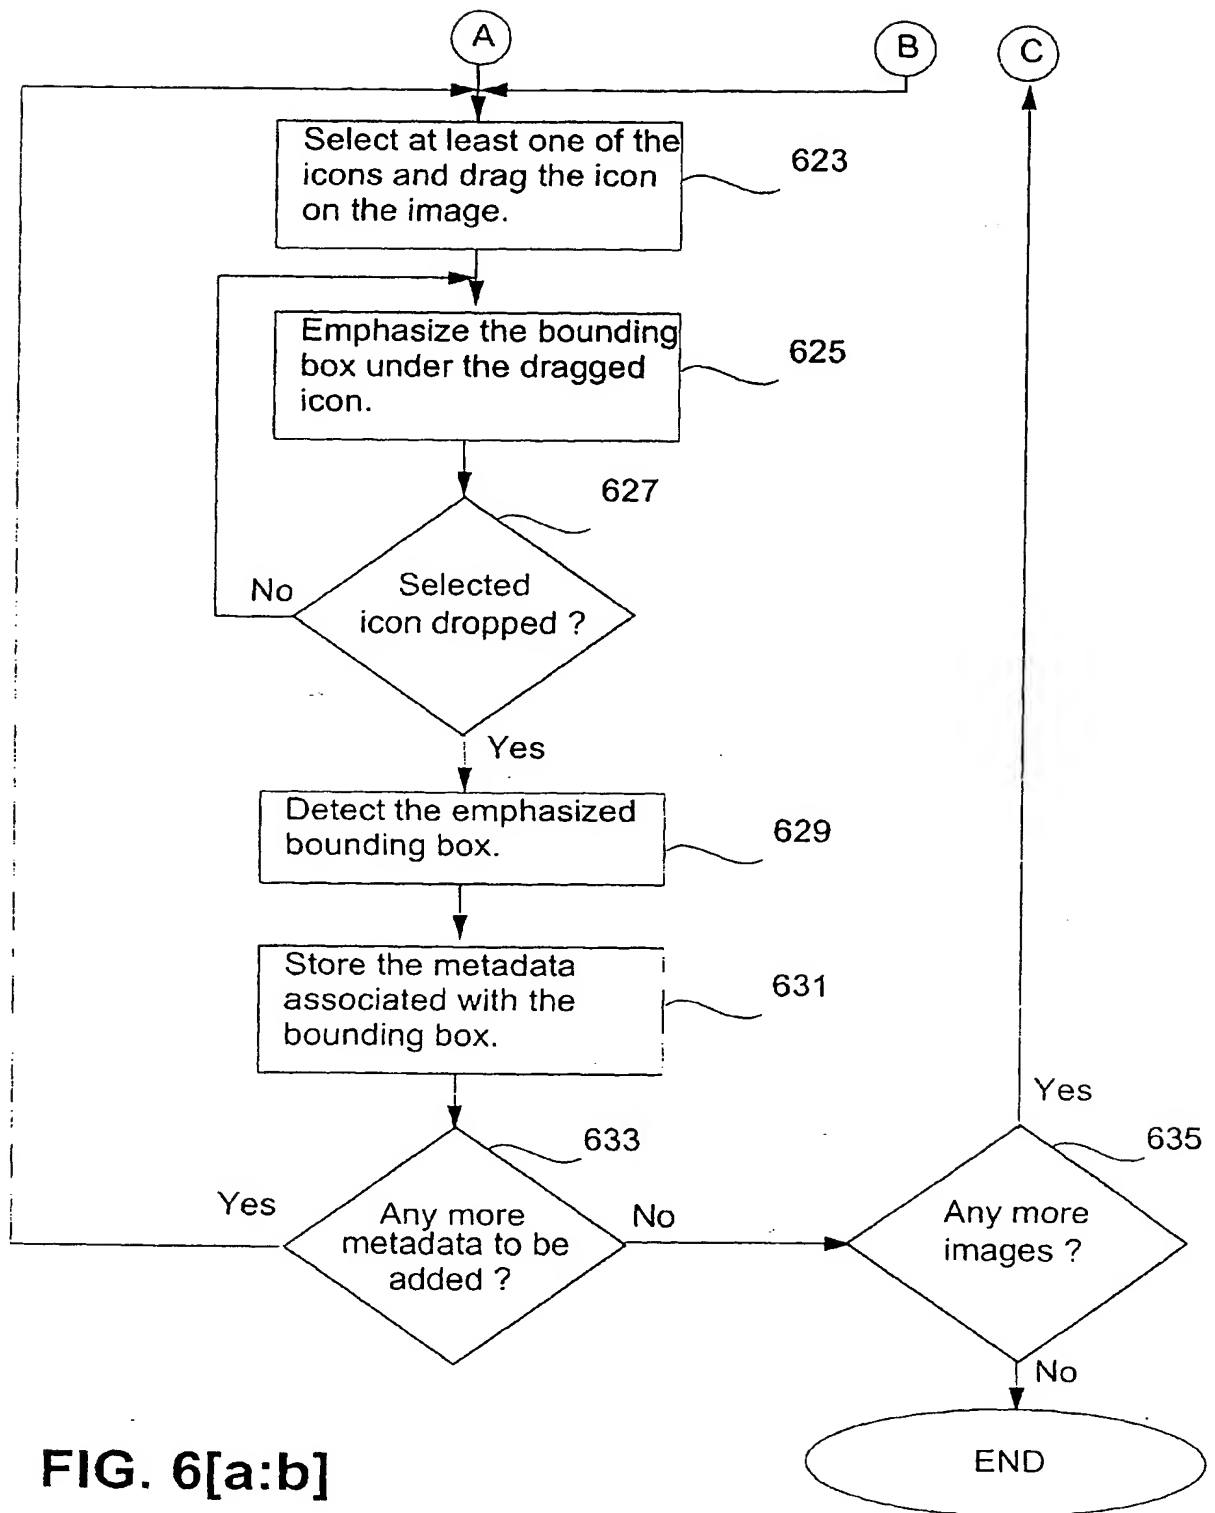 A
B
C
Select at least one of the
icons and drag the icon
on the image.
623
Emphasize the bounding
box under the dragged
icon.
625
627
No
Selected
icon dropped ?
Yes
Detect the emphasized
bounding box.
629
Store the metadata
associated with the
bounding box.
631
Yes
633
635
Yes
Any more
metadata to be
added ?
No
Any more
images ?
No
END
FIG. 6[a:b]